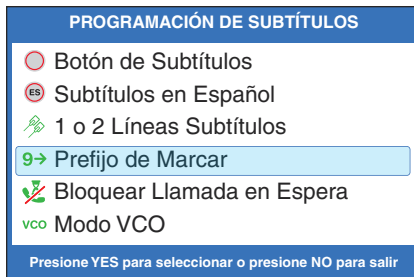 PROGRAMACIÓN DE SUBTÍTULOS
Botón de Subtítulos
ES Subtítulos en Español
1 o 2 Líneas Subtítulos
9→ Prefijo de Marcar
Bloquear Llamada en Espera
VCO Modo VCO
Presione YES para seleccionar o presione NO para salir